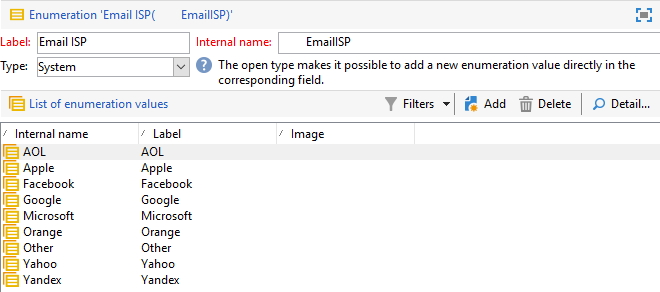 Enumeration 'Email ISP( EmailISP)'
Label: Email ISP Internal name: EmailISP
Type: System ? The open type makes it possible to add a new enumeration value directly in the
corresponding field.
List of enumeration values Filters Add Delete Detail...
Internal name Label Image
AOL AOL
Apple Apple
Facebook Facebook
Google Google
Microsoft Microsoft
Orange Orange
Other Other
Yahoo Yahoo
Yandex Yandex